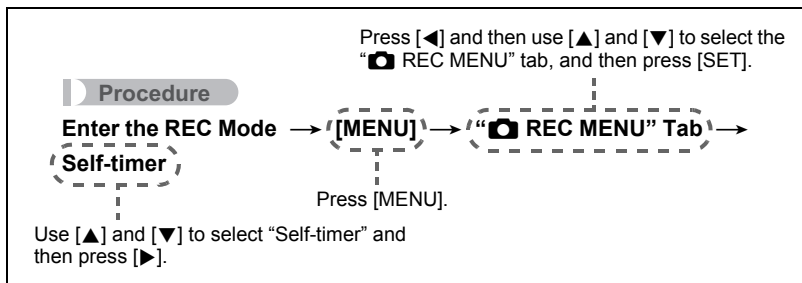 Press [◀] and then use [▲] and [▼] to select the
“📷 REC MENU” tab, and then press [SET].
Procedure
Enter the REC Mode → [MENU] → “📷 REC MENU” Tab →
Self-timer
Press [MENU].
Use [▲] and [▼] to select “Self-timer” and
then press [▶].